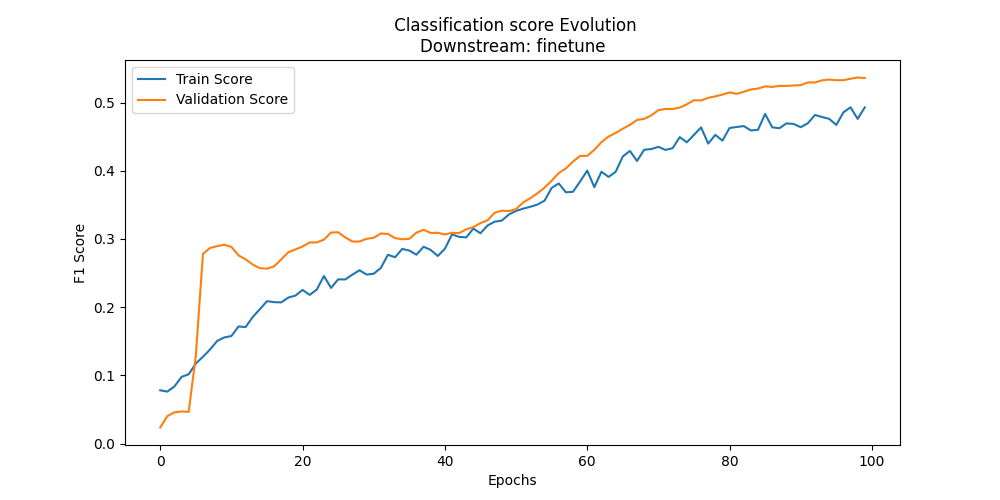 Classification score Evolution
Downstream: finetune
Train Score
Validation Score
F1 Score
0.5
0.4
0.3
0.2
0.1
0.0
0 20 40 60 80 100
Epochs